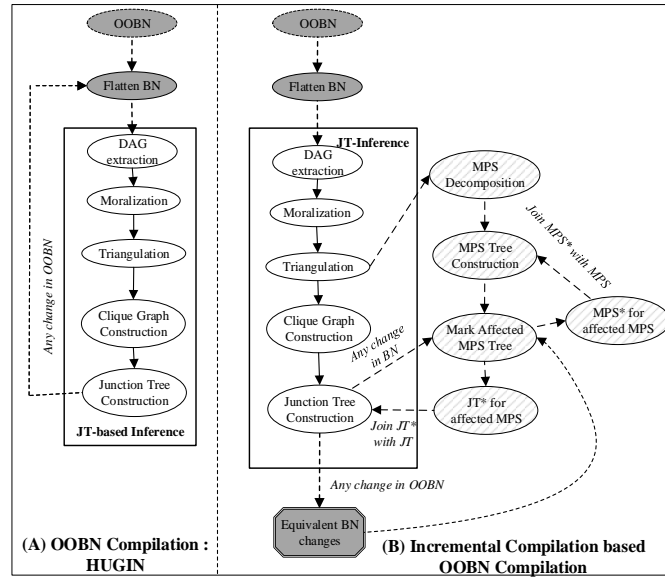 OOBN
Flatten BN
DAG
extraction
Moralization
Triangulation
Clique Graph
Construction
Junction Tree
Construction
JT-based Inference
Any change in OOBN
(A) OOBN Compilation :
HUGIN
OOBN
Flatten BN
JT-Inference
DAG
extraction
Moralization
Triangulation
Clique Graph
Construction
Junction Tree
Construction
Any change
in BN
MPS
Decomposition
MPS Tree
Construction
Mark Affected
MPS Tree
JT* for
affected MPS
MPS* for
affected MPS
Join MPS* with MPS
Join JT*
with JT
Any change in OOBN
Equivalent BN
changes
(B) Incremental Compilation based
OOBN Compilation